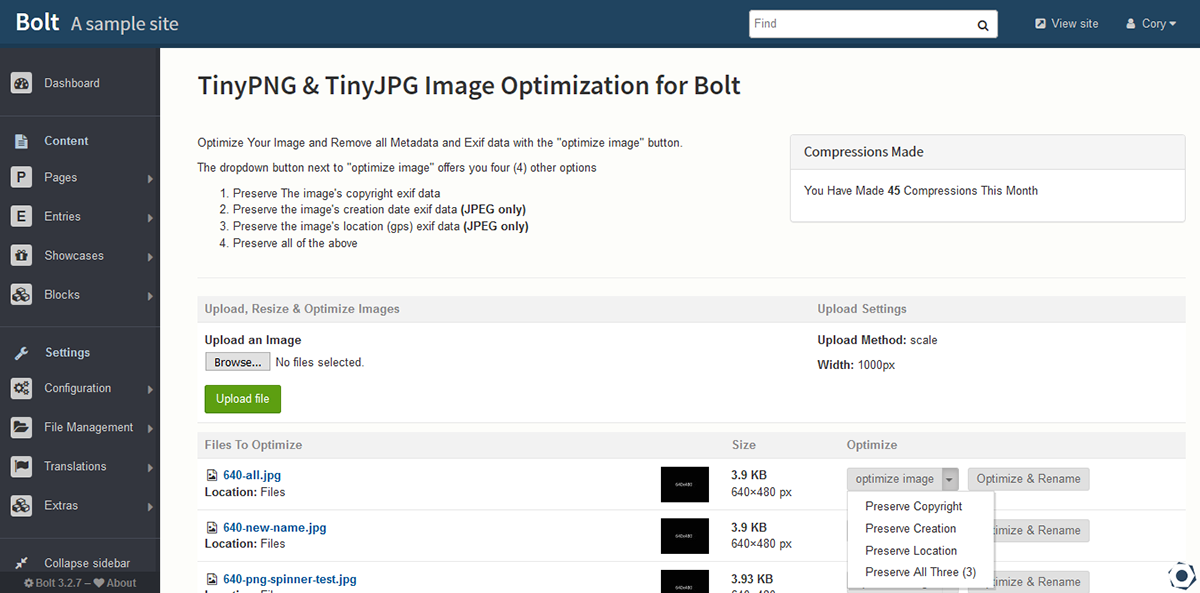 Bolt A sample site
Find
View site
Cory
Dashboard
Content
P Pages
E Entries
Showcases
Blocks
Settings
Configuration
File Management
Translations
Extras
Collapse sidebar
Bolt 3.2.7 – About
TinyPNG & TinyJPG Image Optimization for Bolt
Optimize Your Image and Remove all Metadata and Exif data with the "optimize image" button.
The dropdown button next to "optimize image" offers you four (4) other options
1. Preserve The image's copyright exif data
2. Preserve the image's creation date exif data (JPEG only)
3. Preserve the image's location (gps) exif data (JPEG only)
4. Preserve all of the above
Compressions Made
You Have Made 45 Compressions This Month
Upload, Resize & Optimize Images
Upload Settings
Upload an Image
Browse... No files selected.
Upload file
Upload Method: scale
Width: 1000px
Files To Optimize Size Optimize
640-all.jpg
Location: Files
640x480
3.9 KB
640×480 px
optimize image
Optimize & Rename
Preserve Copyright
Preserve Creation
Preserve Location
Preserve All Three (3)
640-new-name.jpg
Location: Files
640x480
3.9 KB
640×480 px
imize & Rename
640-png-spinner-test.jpg
3.93 KB
imize & Rename